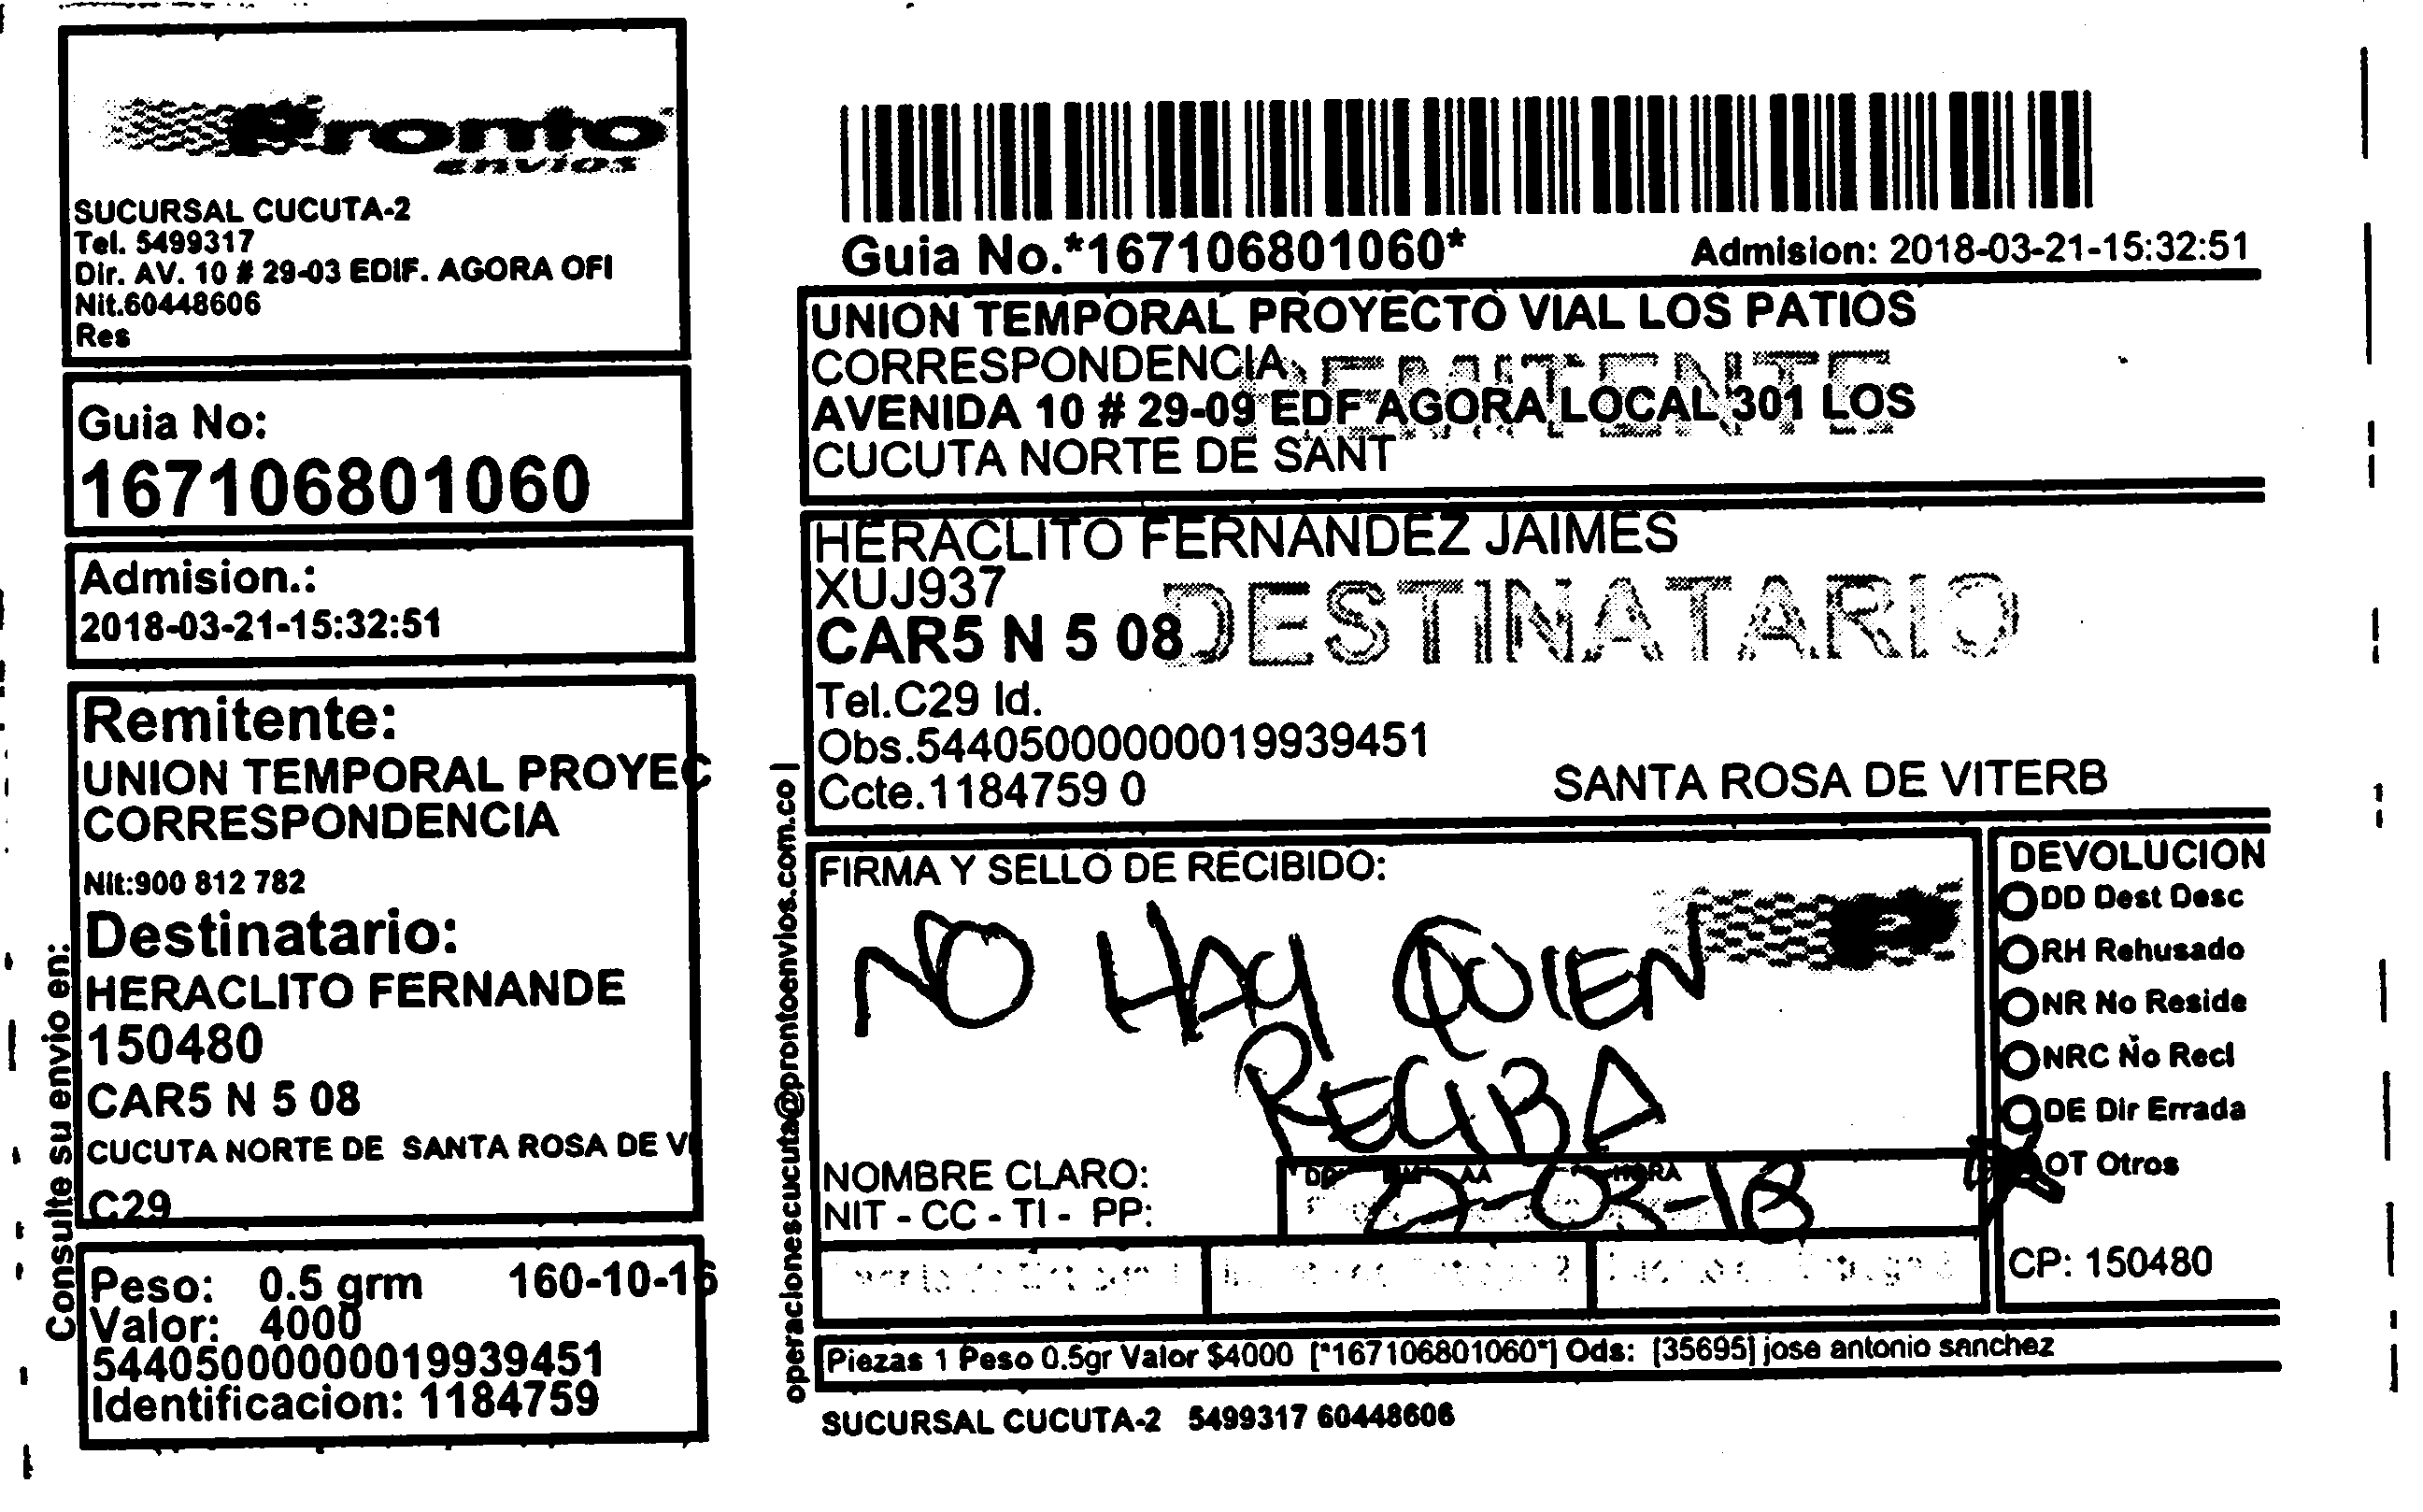 Pronto
envios
SUCURSAL CUCUTA-2
Tel. 5499317
Dir. AV. 10 # 29-03 EDIF. AGORA OFI
Nit.60448606
Res
Guia No:
167106801060
Admision.:
2018-03-21-15:32:51
Remitente:
UNION TEMPORAL PROYEC
CORRESPONDENCIA
Nit:900 812 782
Destinatario:
HERACLITO FERNANDE
150480
CAR5 N 5 08
CUCUTA NORTE DE SANTA ROSA DE VI
C29
Peso: 0.5 grm 160-10-16
Valor: 4000
544050000000019939451
Identificacion: 1184759
Consulte su envio en:
operacionescucuta@prontoenvios.com.co |
Guia No.*167106801060*
Admision: 2018-03-21-15:32:51
UNION TEMPORAL PROYECTO VIAL LOS PATIOS
CORRESPONDENCIA
REMITENTE
AVENIDA 10 # 29-09 EDF AGORA LOCAL 301 LOS
CUCUTA NORTE DE SANT
HERACLITO FERNANDEZ JAIMES
XUJ937
DESTINATARIO
CAR5 N 5 08
Tel.C29 Id.
Obs.544050000000019939451
Ccte.1184759 0
SANTA ROSA DE VITERB
FIRMA Y SELLO DE RECIBIDO:
NO HAY QUIEN
RECIBA
NOMBRE CLARO:
NIT - CC - TI - PP:
AA HORA
03-18
DEVOLUCION
DD Dest Desc
RH Rehusado
NR No Reside
NRC No Recl
DE Dir Errada
OT Otros
CP: 150480
Piezas 1 Peso 0.5gr Valor $4000 [*167106801060*] Ods: [35695] jose antonio sanchez
SUCURSAL CUCUTA-2 5499317 60448606